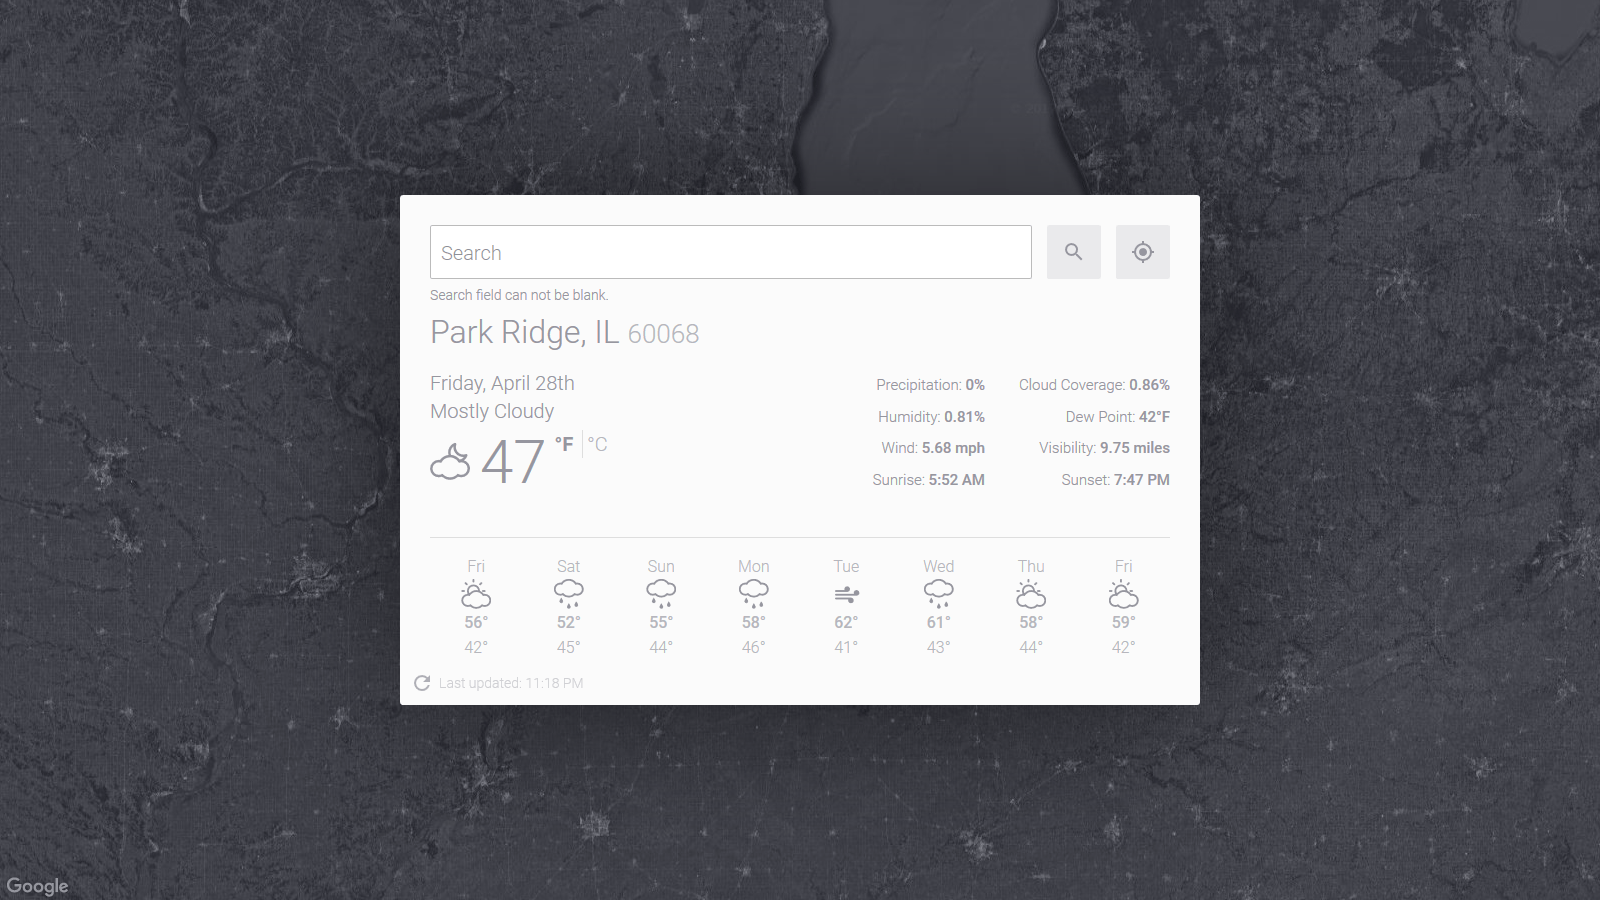 Search
Search field can not be blank.
Park Ridge, IL 60068
Friday, April 28th
Mostly Cloudy
47 °F °C
Precipitation: 0%
Cloud Coverage: 0.86%
Humidity: 0.81%
Dew Point: 42°F
Wind: 5.68 mph
Visibility: 9.75 miles
Sunrise: 5:52 AM
Sunset: 7:47 PM
Fri Sat Sun Mon Tue Wed Thu Fri
56° 52° 55° 58° 62° 61° 58° 59°
42° 45° 44° 46° 41° 43° 44° 42°
Last updated: 11:18 PM
Google